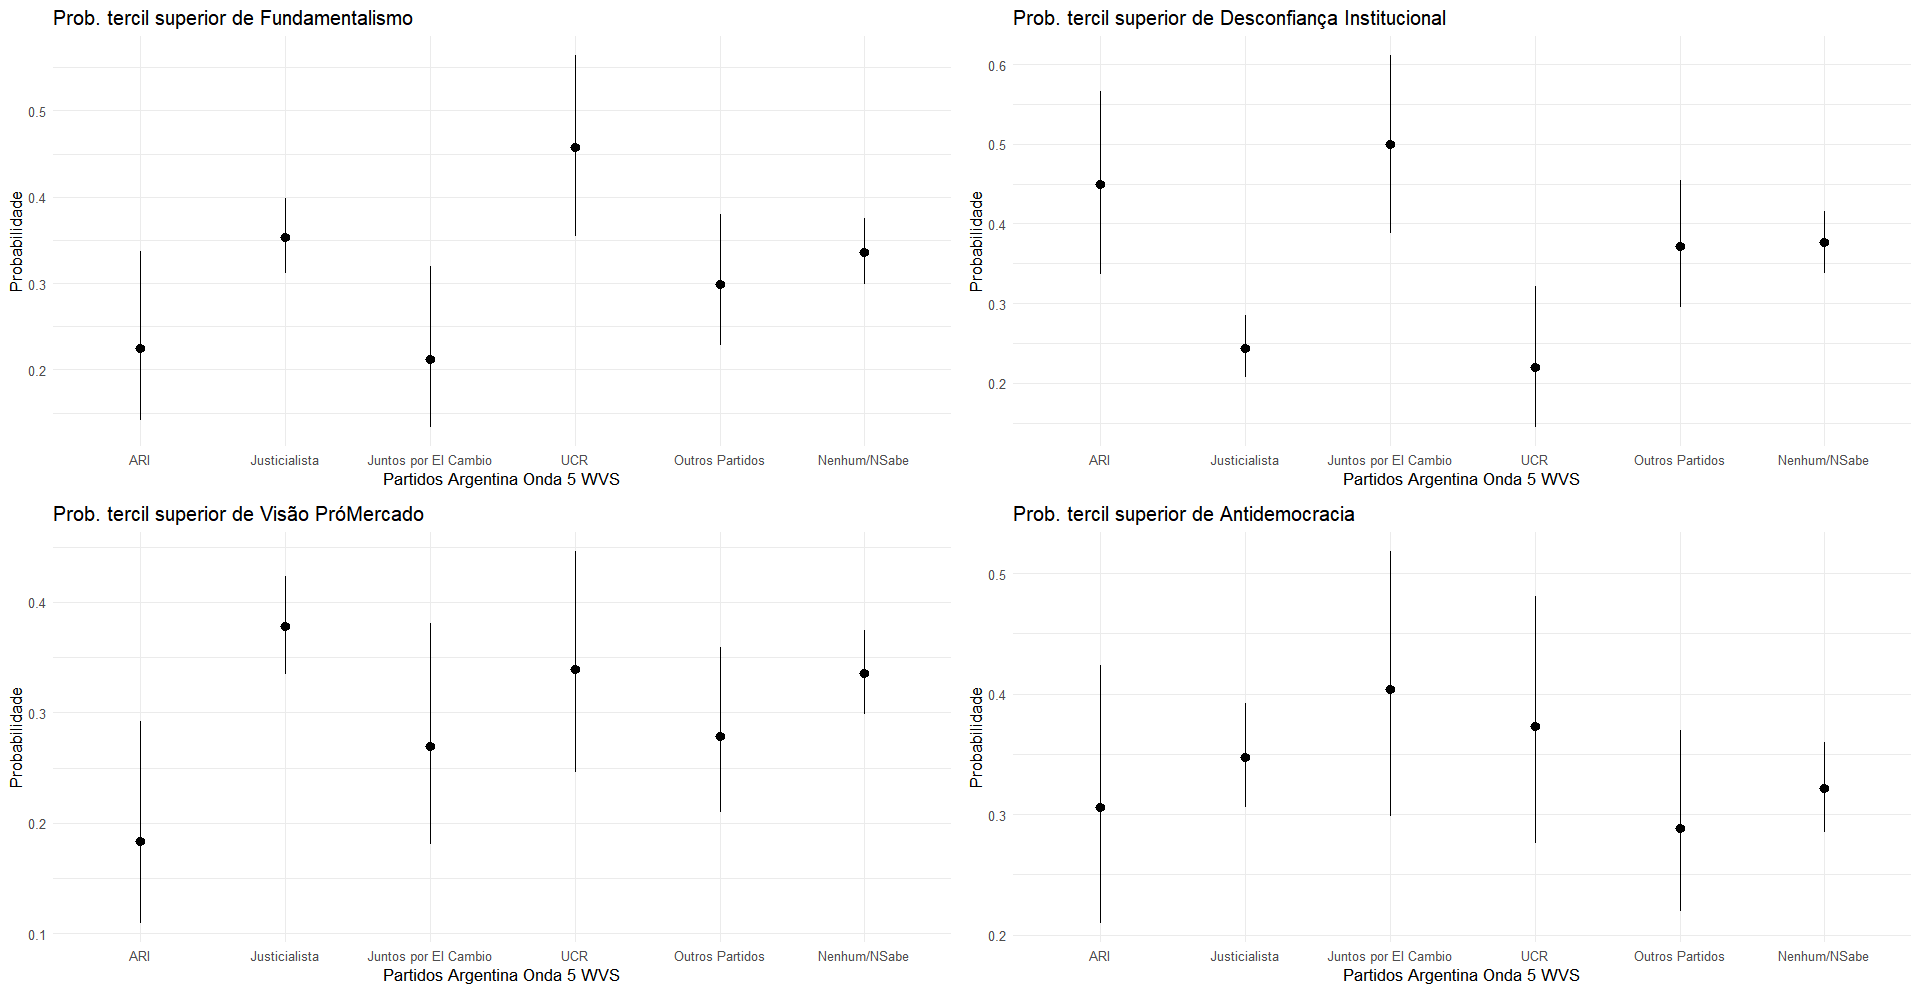 Prob. tercil superior de Fundamentalismo
Probabilidade
0.5
0.4
0.3
0.2
ARI Justicialista Juntos por El Cambio UCR Outros Partidos Nenhum/NSabe
Partidos Argentina Onda 5 WVS
Prob. tercil superior de Desconfiança Institucional
Probabilidade
0.6
0.5
0.4
0.3
0.2
ARI Justicialista Juntos por El Cambio UCR Outros Partidos Nenhum/NSabe
Partidos Argentina Onda 5 WVS
Prob. tercil superior de Visão PróMercado
Probabilidade
0.4
0.3
0.2
0.1
ARI Justicialista Juntos por El Cambio UCR Outros Partidos Nenhum/NSabe
Partidos Argentina Onda 5 WVS
Prob. tercil superior de Antidemocracia
Probabilidade
0.5
0.4
0.3
0.2
ARI Justicialista Juntos por El Cambio UCR Outros Partidos Nenhum/NSabe
Partidos Argentina Onda 5 WVS